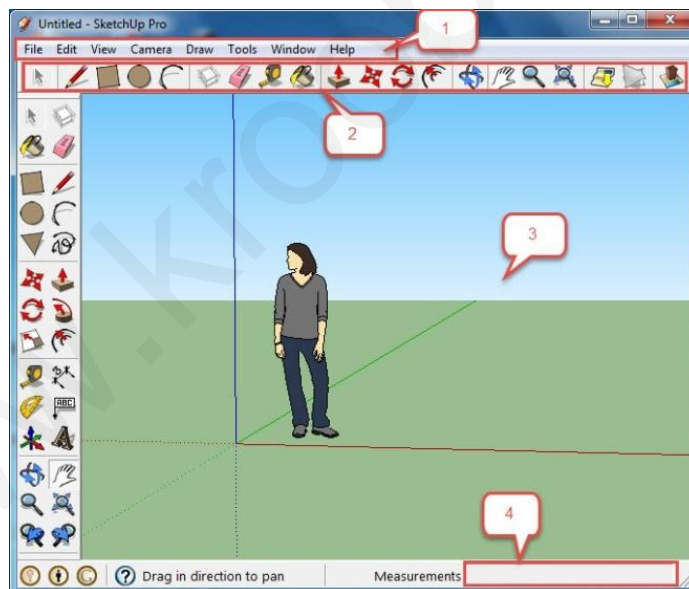 Untitled - SketchUp Pro
File Edit View Camera Draw Tools Window Help
1
2
3
ABC
4
Drag in direction to pan
Measurements